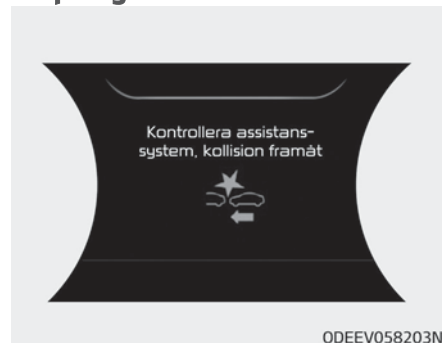 Kontrollera assistans-
system, kollision framåt
ODEEV058203N